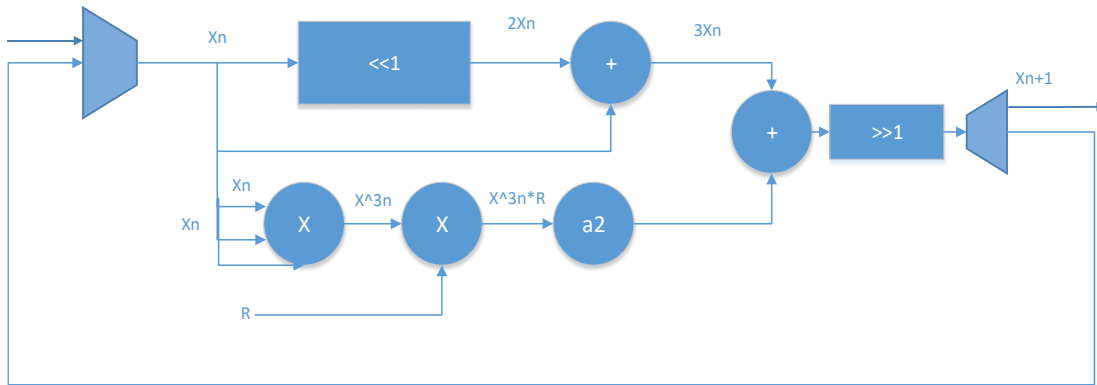 Xn
<<1
2Xn
+
3Xn
+
>>1
Xn+1
Xn
Xn
X
X^3n
X
X^3n*R
a2
R